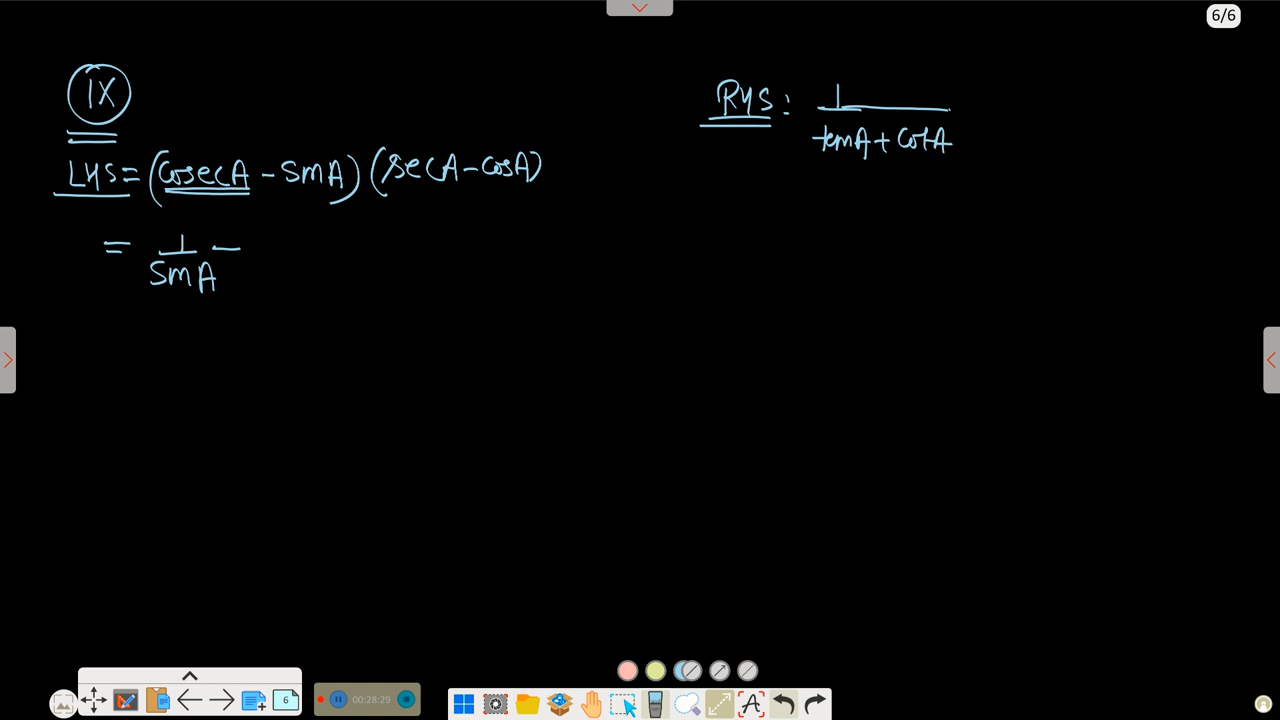 6/6
IX
LHS = (cosecA - SinA) (secA - cosA)
= 1/SinA -
RHS : 1/tanA + CotA
6
00:28:29